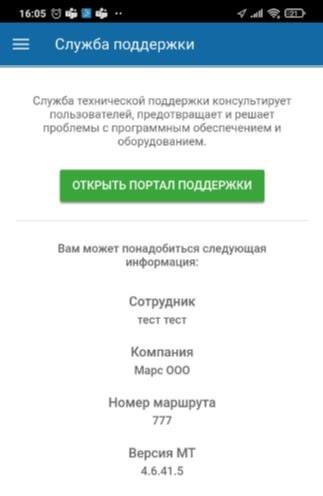 16:05
21
Служба поддержки
Служба технической поддержки консультирует
пользователей, предотвращает и решает
проблемы с программным обеспечением и
оборудованием.
ОТКРЫТЬ ПОРТАЛ ПОДДЕРЖКИ
Вам может понадобиться следующая
информация:
Сотрудник
тест тест
Компания
Марс ООО
Номер маршрута
777
Версия МТ
4.6.41.5